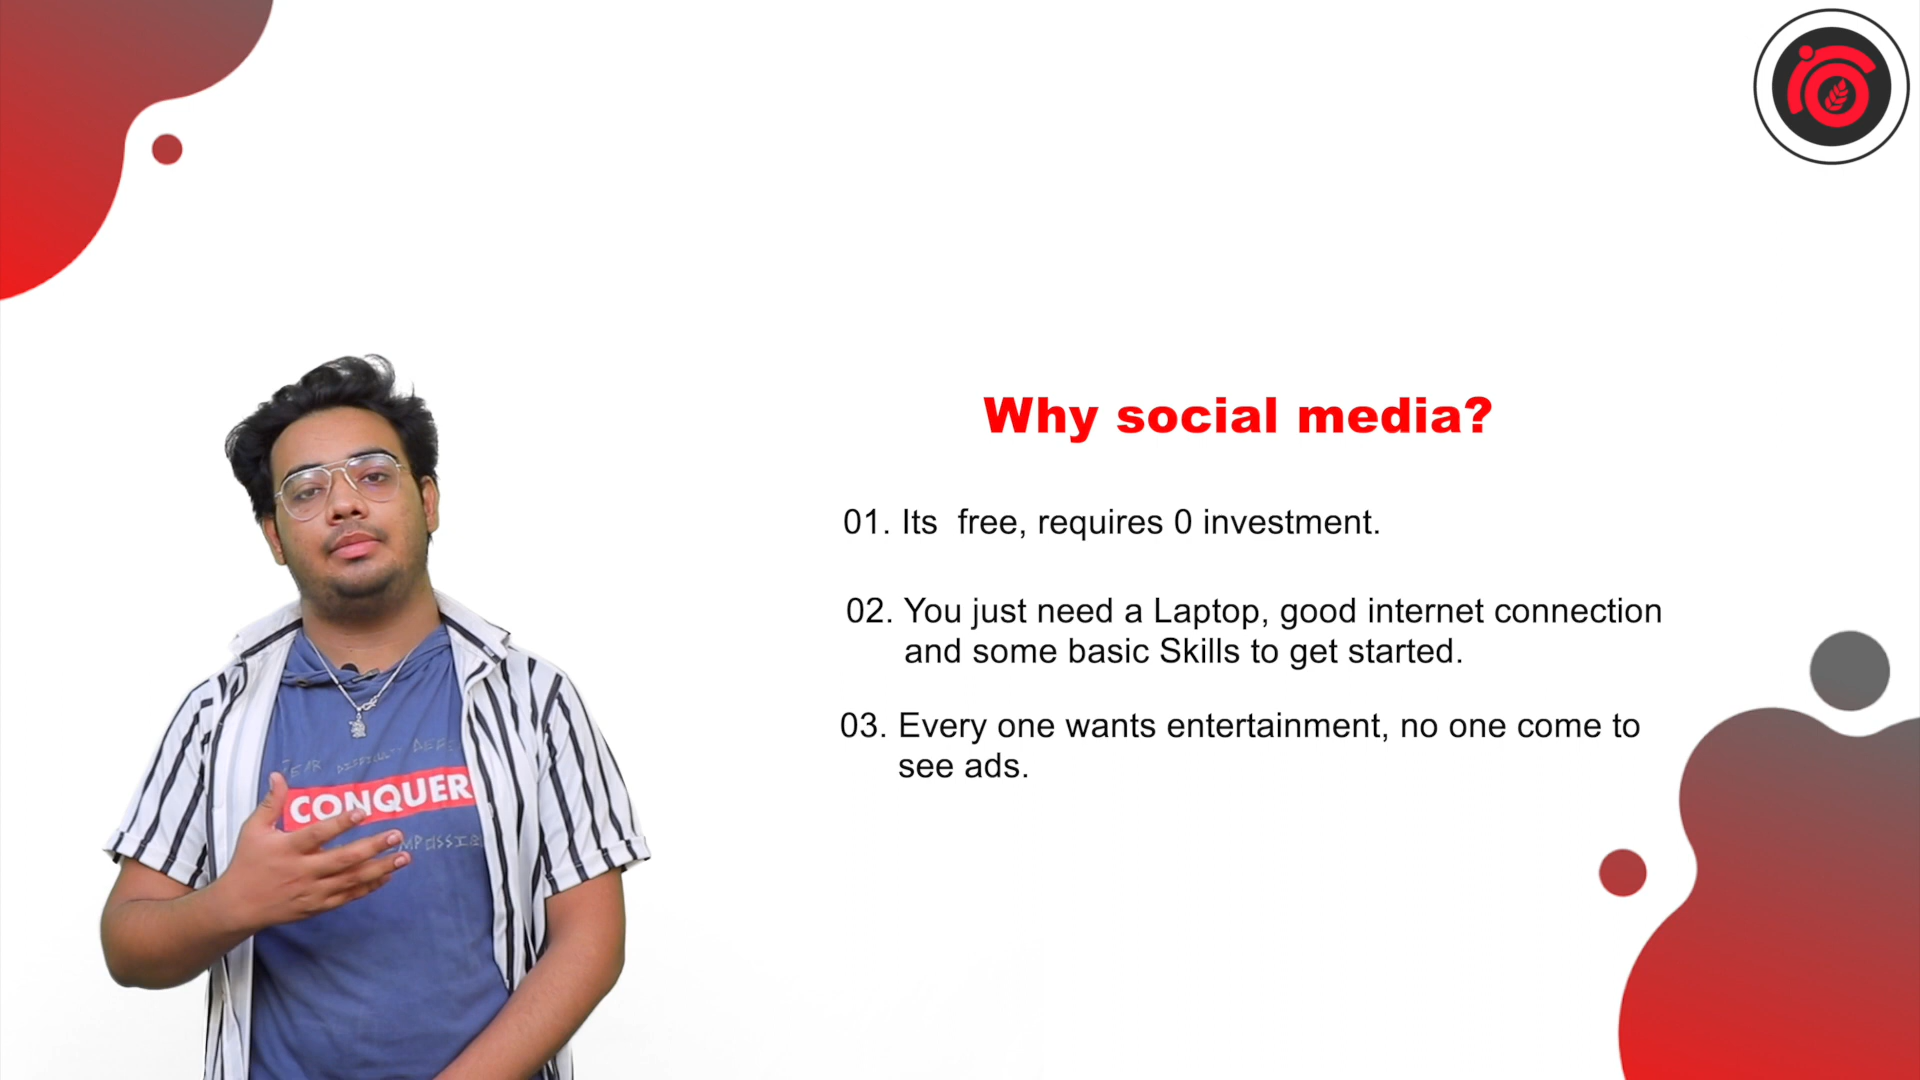 Why social media?
01. Its  free, requires 0 investment.
02. You just need a Laptop, good internet connection
and some basic Skills to get started.
03. Every one wants entertainment, no one come to
see ads.
CONQUER